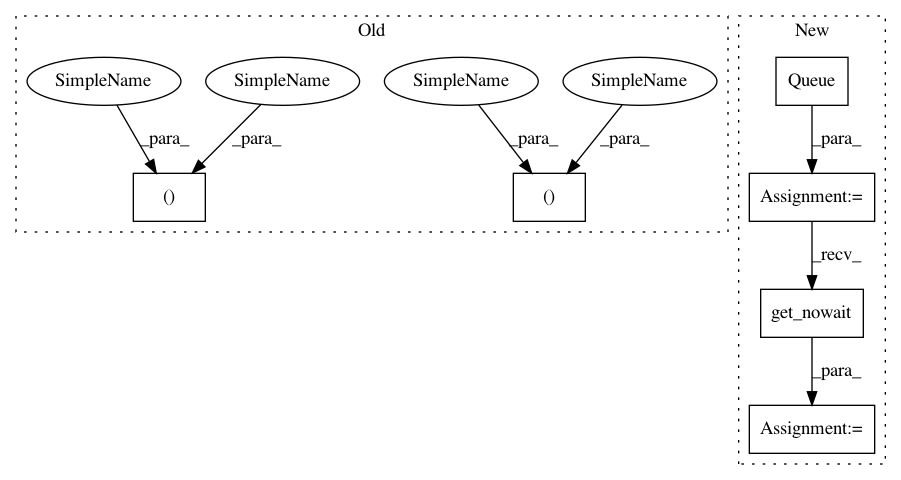 Old
New
SimpleName
SimpleName
SimpleName
SimpleName
Queue
_para_
_para_
_para_
_para_
_para_
()
()
Assignment:=
_recv_
get_nowait
_para_
Assignment:=